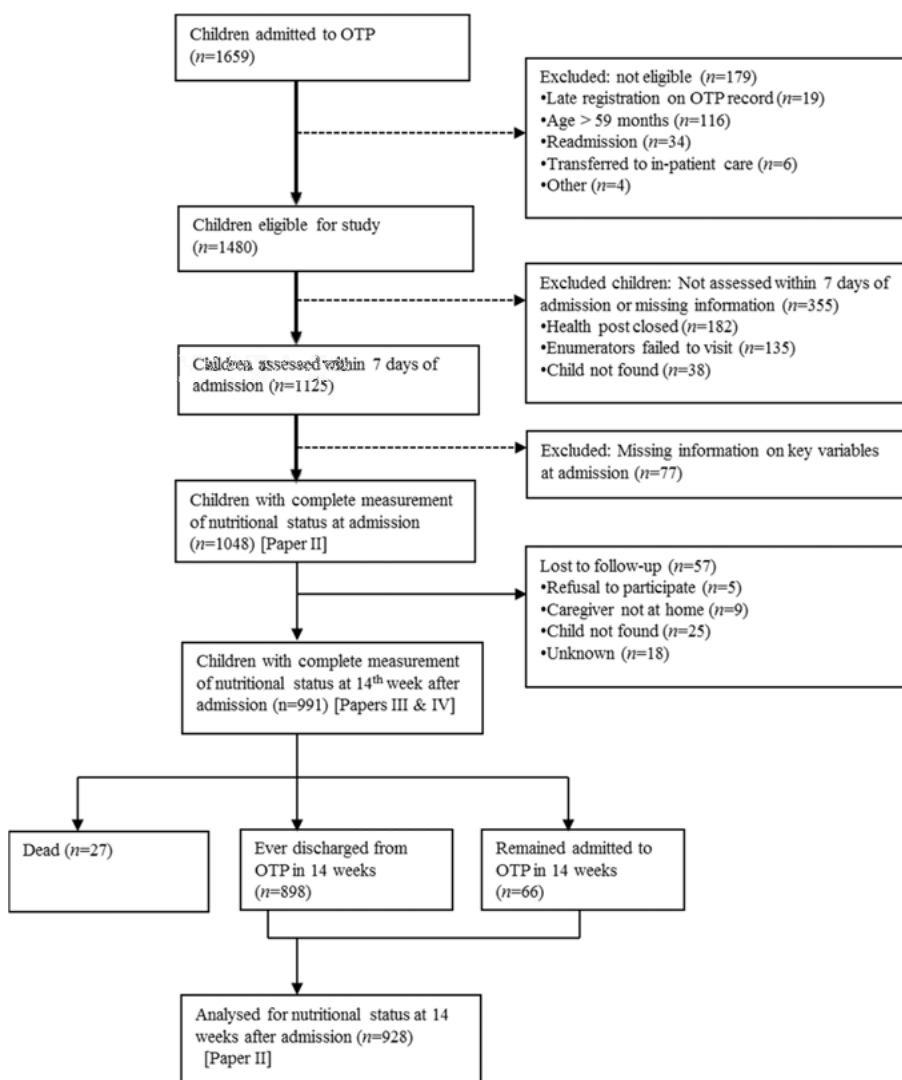 Children admitted to OTP
(n=1659)
Excluded: not eligible (n=179)
•Late registration on OTP record (n=19)
•Age > 59 months (n=116)
•Readmission (n=34)
•Transferred to in-patient care (n=6)
•Other (n=4)
Children eligible for study
(n=1480)
Excluded children: Not assessed within 7 days of
admission or missing information (n=355)
•Health post closed (n=182)
•Enumerators failed to visit (n=135)
•Child not found (n=38)
Children assessed within 7 days of
admission (n=1125)
Excluded: Missing information on key variables
at admission (n=77)
Children with complete measurement
of nutritional status at admission
(n=1048) [Paper II]
Lost to follow-up (n=57)
•Refusal to participate (n=5)
•Caregiver not at home (n=9)
•Child not found (n=25)
•Unknown (n=18)
Children with complete measurement
of nutritional status at 14th week after
admission (n=991) [Papers III & IV]
Dead (n=27)
Ever discharged from
OTP in 14 weeks
(n=898)
Remained admitted to
OTP in 14 weeks
(n=66)
Analysed for nutritional status at 14
weeks after admission (n=928)
[Paper II]